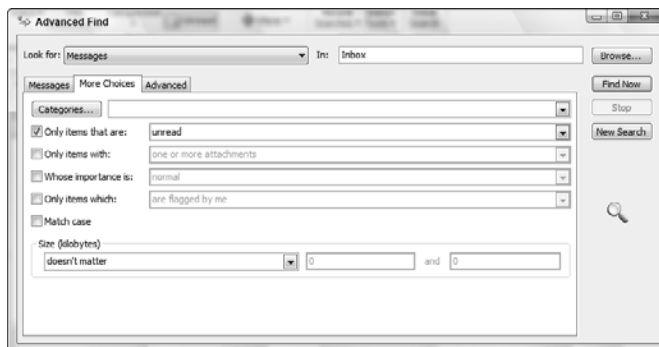 Advanced Find
Look for: Messages In: Inbox Browse...
Messages More Choices Advanced Find Now
Categories... Stop
Only items that are: unread New Search
Only items with: one or more attachments
Whose importance is: normal
Only items which: are flagged by me
Match case
Size (kilobytes)
doesn't matter 0 and 0